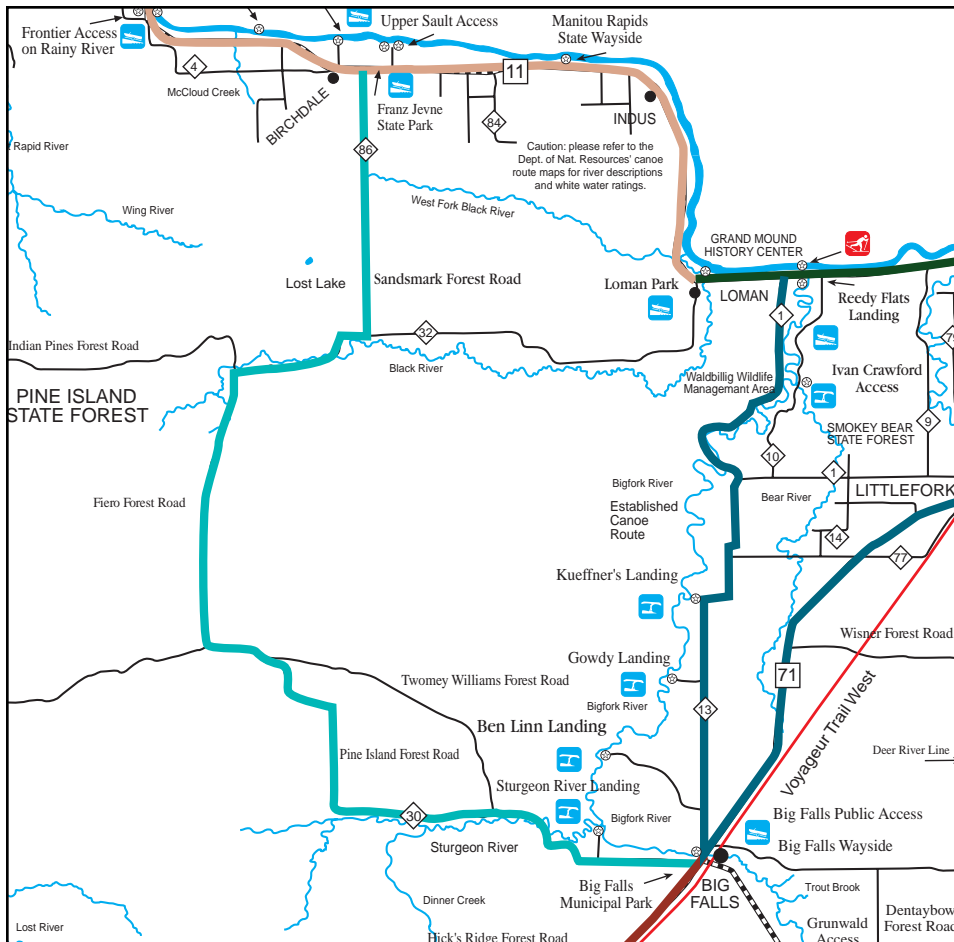 Frontier Access
on Rainy River
Upper Sault Access
Manitou Rapids
State Wayside
4
McCloud Creek
BIRCHDALE
11
Franz Jevne
State Park
84
INDUS
86
Rapid River
Caution: please refer to the
Dept. of Nat. Resources' canoe
route maps for river descriptions
and white water ratings.
Wing River
West Fork Black River
GRAND MOUND
HISTORY CENTER
Lost Lake
Sandsmark Forest Road
Loman Park
LOMAN
Reedy Flats
Landing
1
32
Indian Pines Forest Road
Black River
Waldbillig Wildlife
Managemant Area
Ivan Crawford
Access
PINE ISLAND
STATE FOREST
SMOKEY BEAR
STATE FOREST
9
10
1
Bigfork River
Bear River
LITTLEFORK
Fiero Forest Road
Established
Canoe
Route
14
77
Kueffner's Landing
Wisner Forest Road
Gowdy Landing
71
Twomey Williams Forest Road
Bigfork River
13
Ben Linn Landing
Voyageur Trail West
Pine Island Forest Road
Deer River Line
Sturgeon River Landing
30
Bigfork River
Big Falls Public Access
Sturgeon River
Big Falls Wayside
Big Falls
Municipal Park
BIG
FALLS
Trout Brook
Dinner Creek
Lost River
Grunwald
Access
Dentaybow
Forest Road
Hick's Ridge Forest Road